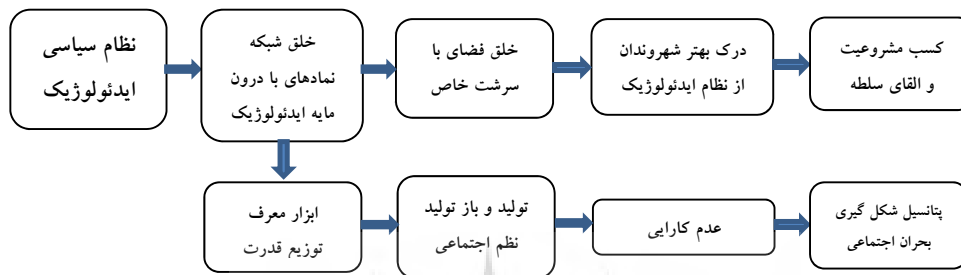 نظام سیاسی
ایدئولوژیک
خلق شبکه
نمادهای با درون
مایه ایدئولوژیک
خلق فضای با
سرشت خاص
درک بهتر شهروندان
از نظام ایدئولوژیک
کسب مشروعیت
و القای سلطه
ابزار معرف
توزیع قدرت
تولید و باز تولید
نظم اجتماعی
عدم کارایی
پتانسیل شکل گیری
بحران اجتماعی